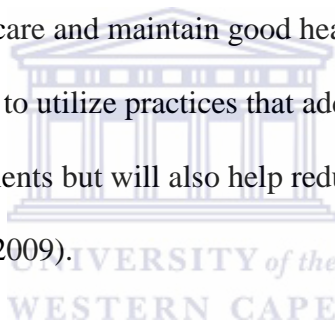 care and maintain good hea
to utilize practices that add
ents but will also help redu
2009).
UNIVERSITY of the
WESTERN CAPE